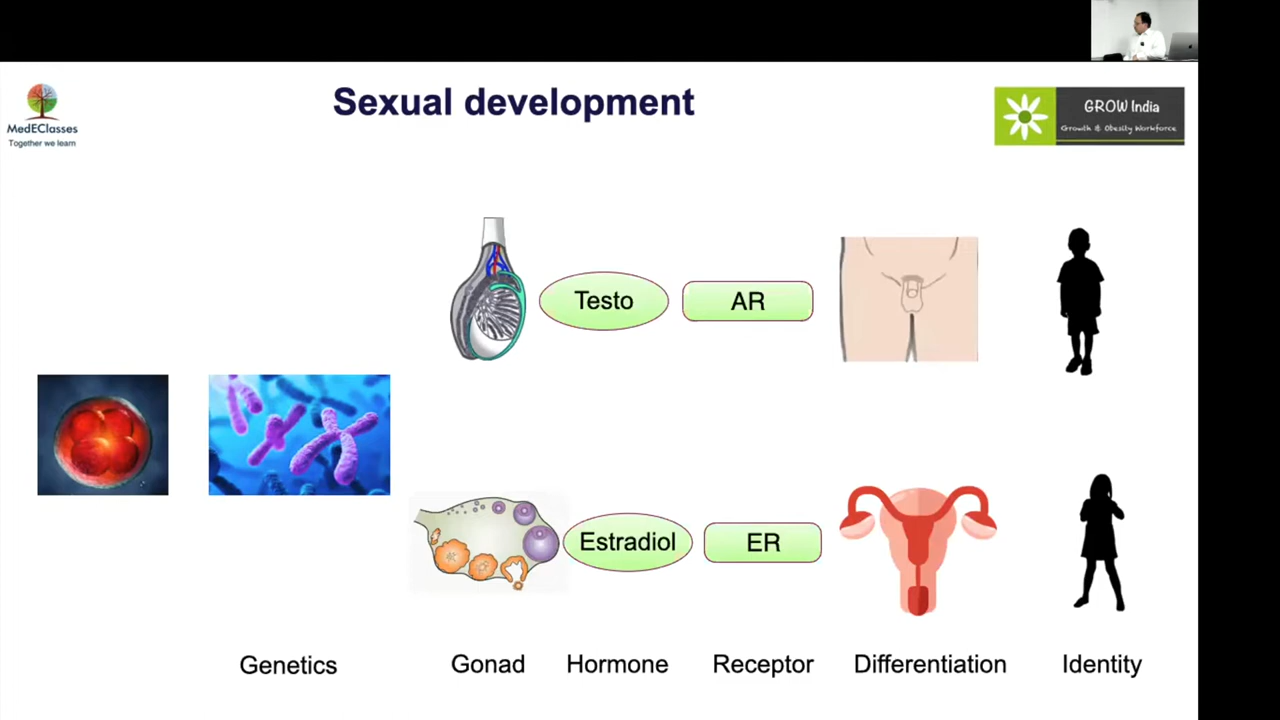 Sexual development
MedEClasses
Together we learn
GROW India
Growth & Obesity Workforce
Testo
AR
Estradiol
ER
Genetics
Gonad
Hormone
Receptor
Differentiation
Identity